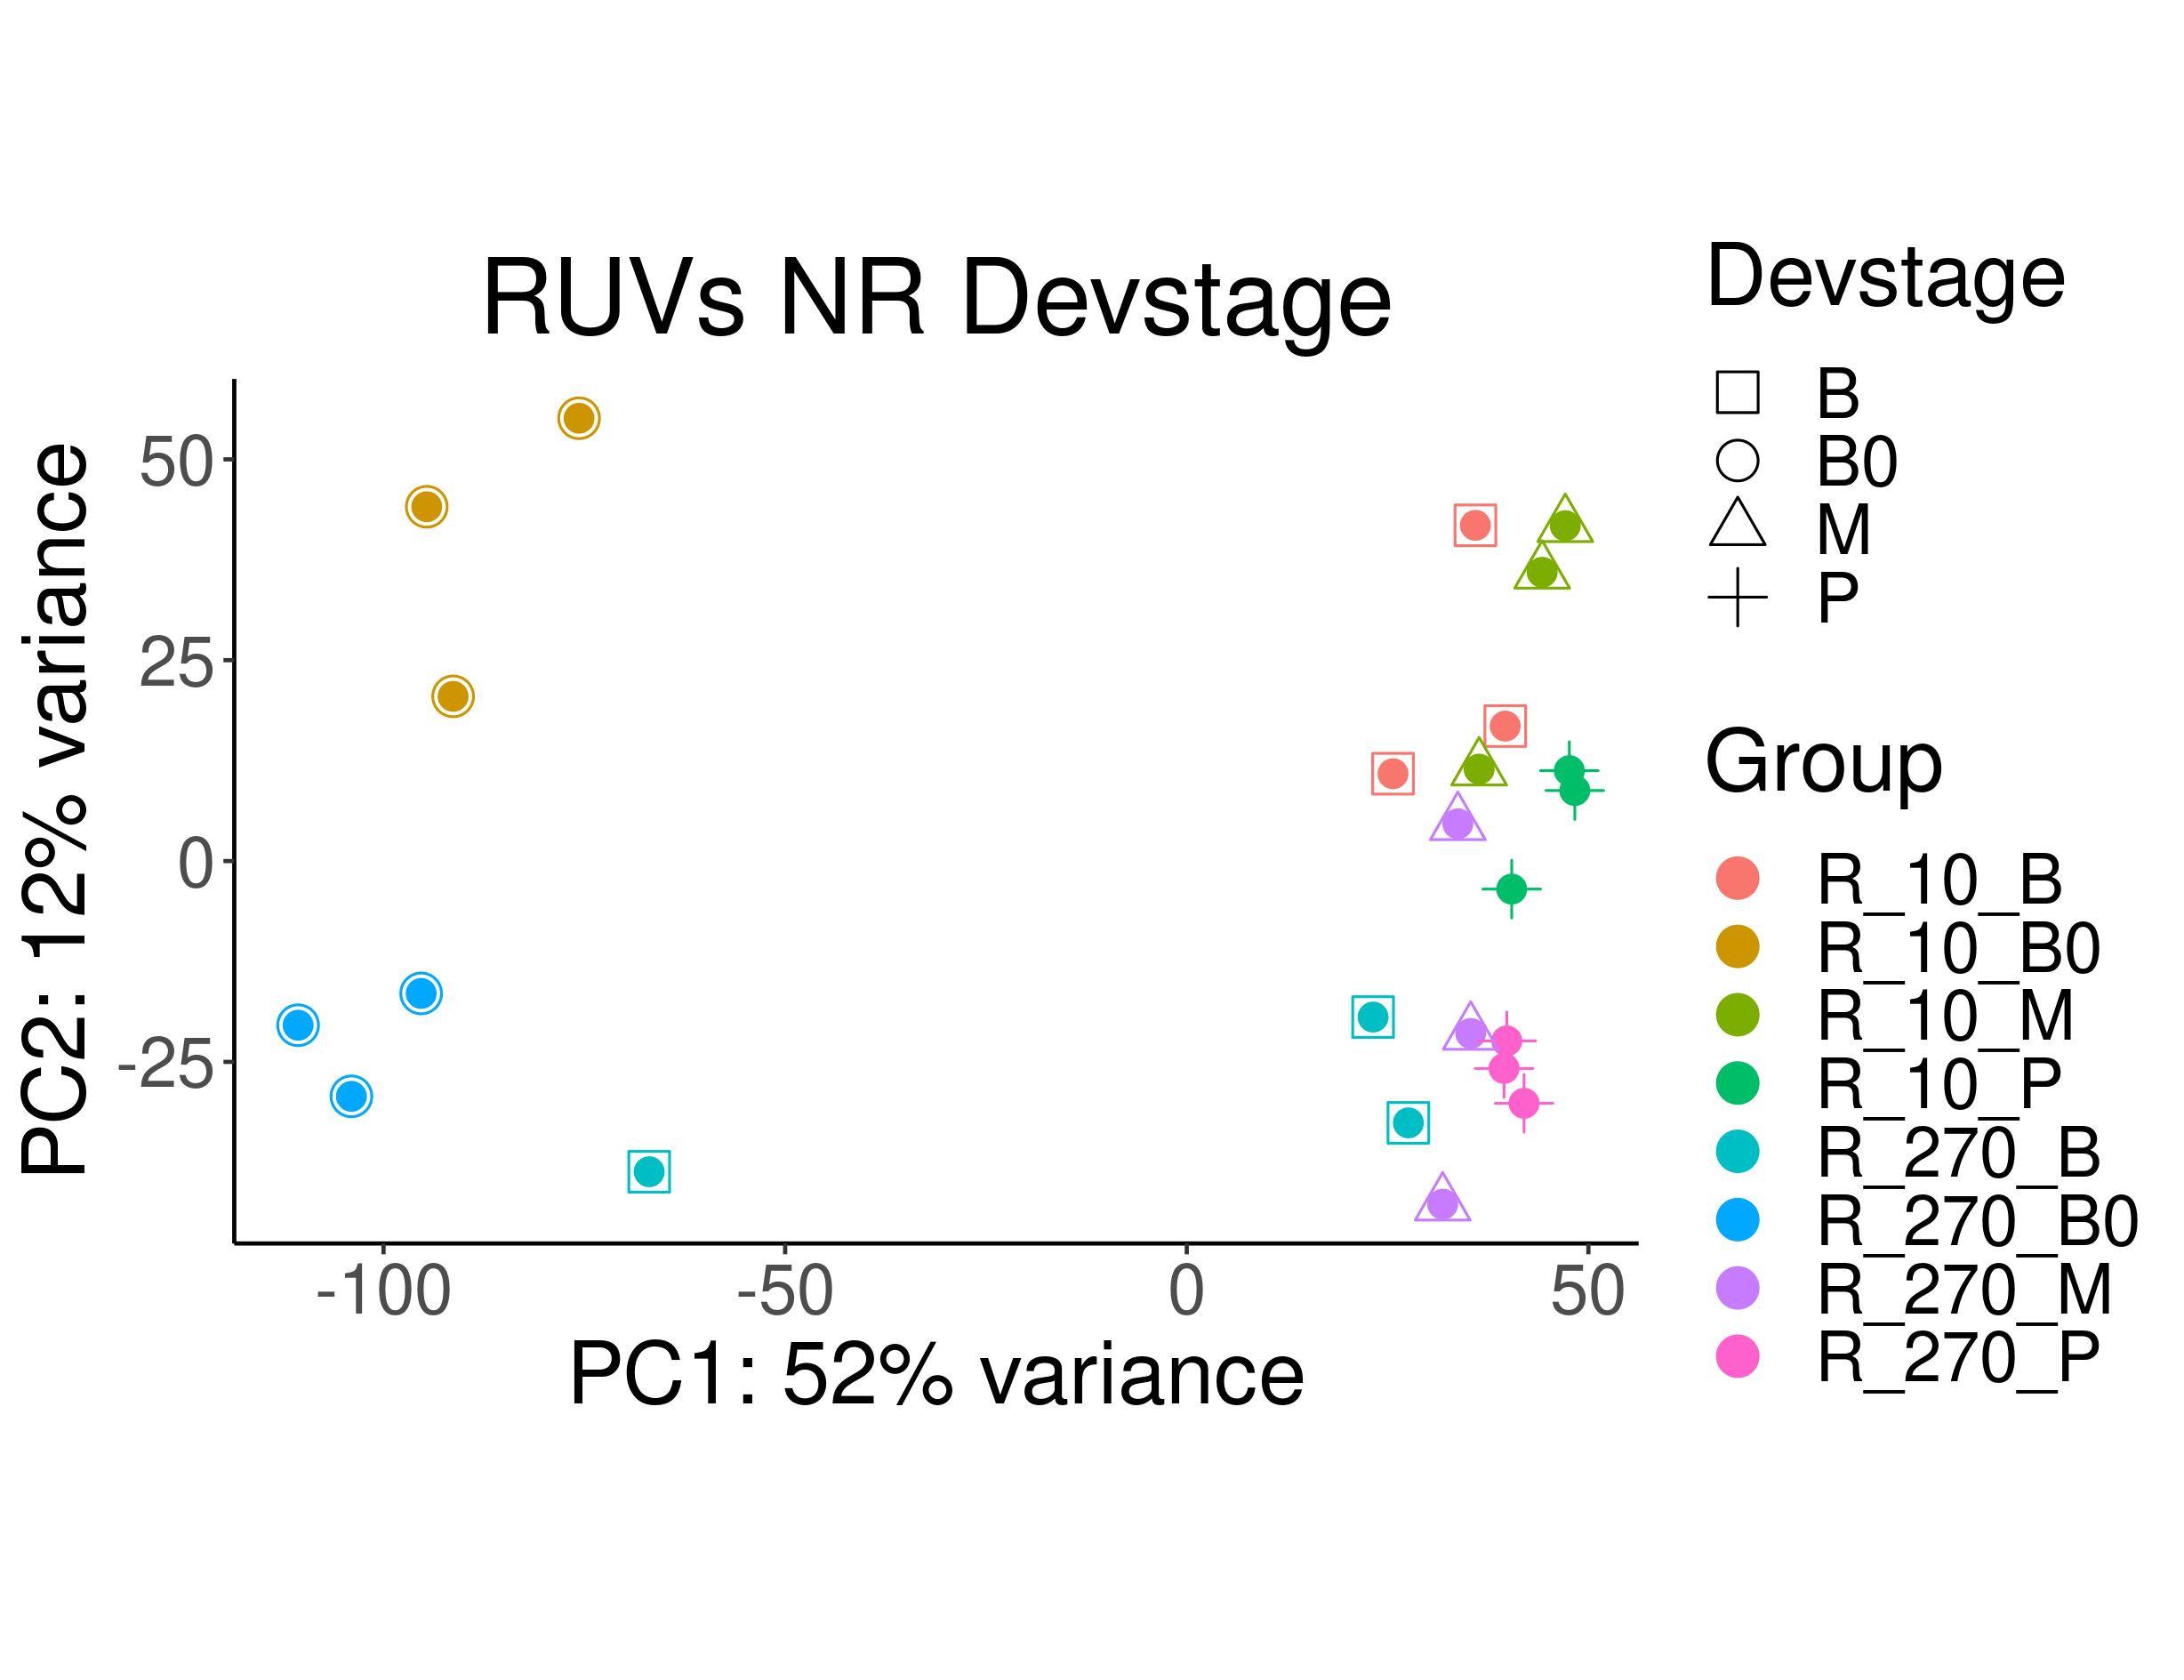 RUVs NR Devstage
PC2: 12% variance
50
25
0
-25
-100
-50
0
50
PC1: 52% variance
Devstage
B
B0
M
P
Group
R_10_B
R_10_B0
R_10_M
R_10_P
R_270_B
R_270_B0
R_270_M
R_270_P